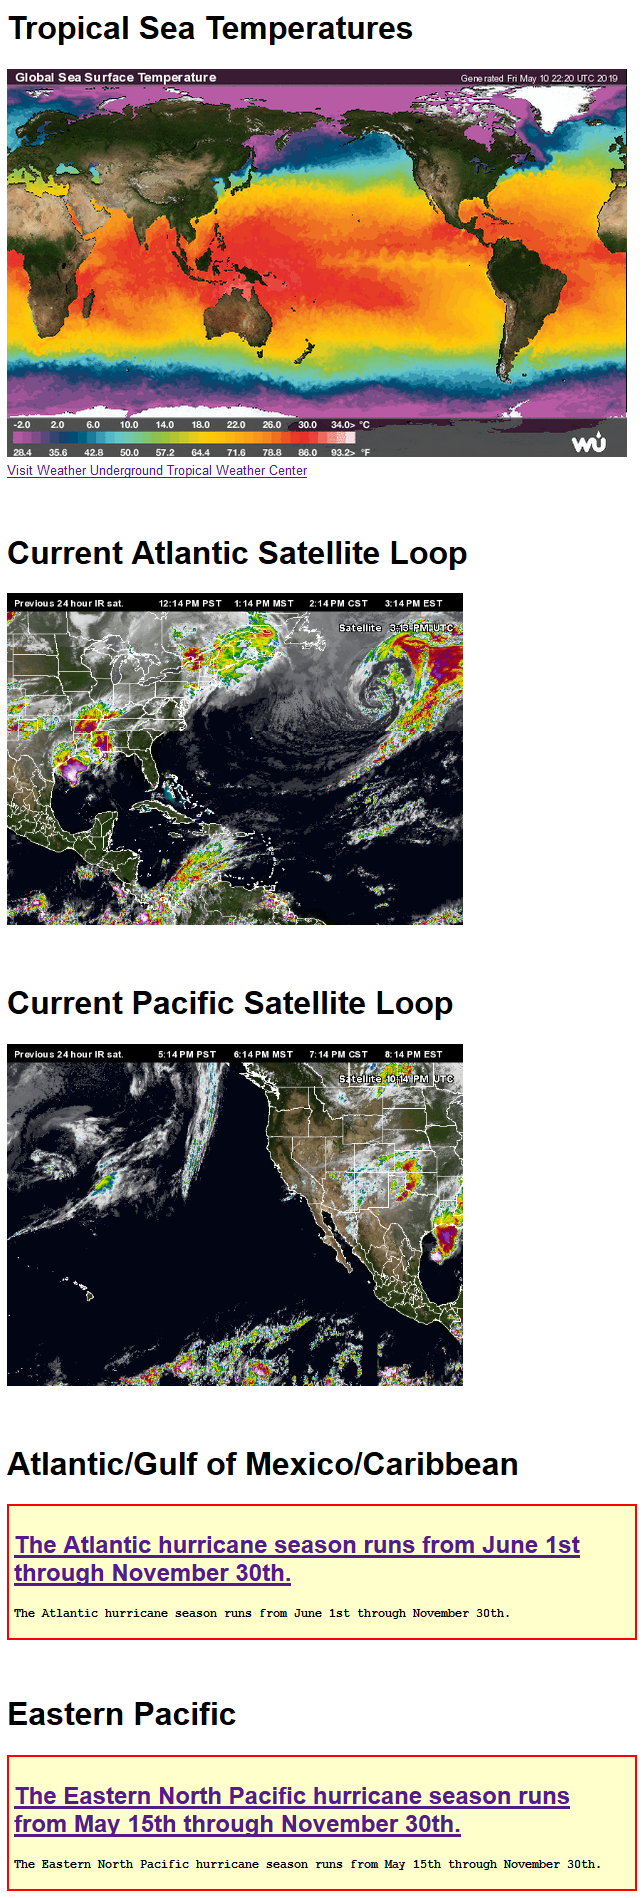 Tropical Sea Temperatures
Global Sea Surface Temperature
Generated Fri May 10 22:20 UTC 2019
-2.0 2.0 6.0 10.0 14.0 18.0 22.0 26.0 30.0 34.0> °C
28.4 35.6 42.8 50.0 57.2 64.4 71.6 78.8 86.0 93.2> °F
wu
Visit Weather Underground Tropical Weather Center
Current Atlantic Satellite Loop
Previous 24 hour IR sat. 12:14 PM PST 1:14 PM MST 2:14 PM CST 3:14 PM EST
Satellite 3:13 PM UTC
Current Pacific Satellite Loop
Previous 24 hour IR sat. 5:14 PM PST 6:14 PM MST 7:14 PM CST 8:14 PM EST
Satellite 10:14 PM UTC
Atlantic/Gulf of Mexico/Caribbean
The Atlantic hurricane season runs from June 1st
through November 30th.
The Atlantic hurricane season runs from June 1st through November 30th.
Eastern Pacific
The Eastern North Pacific hurricane season runs
from May 15th through November 30th.
The Eastern North Pacific hurricane season runs from May 15th through November 30th.